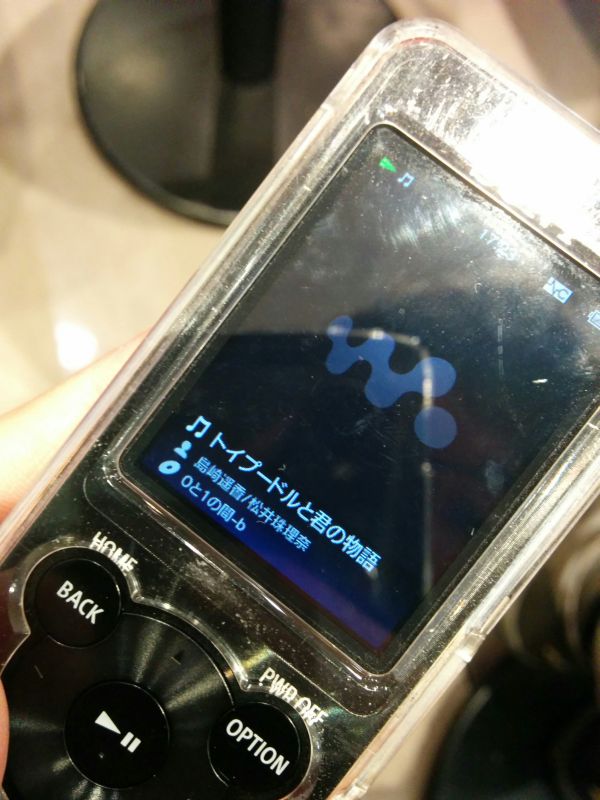 トイプードルと君の物語
島崎遥香/松井珠理奈
0と1の間-b
HOME
BACK
PWR OFF
OPTION